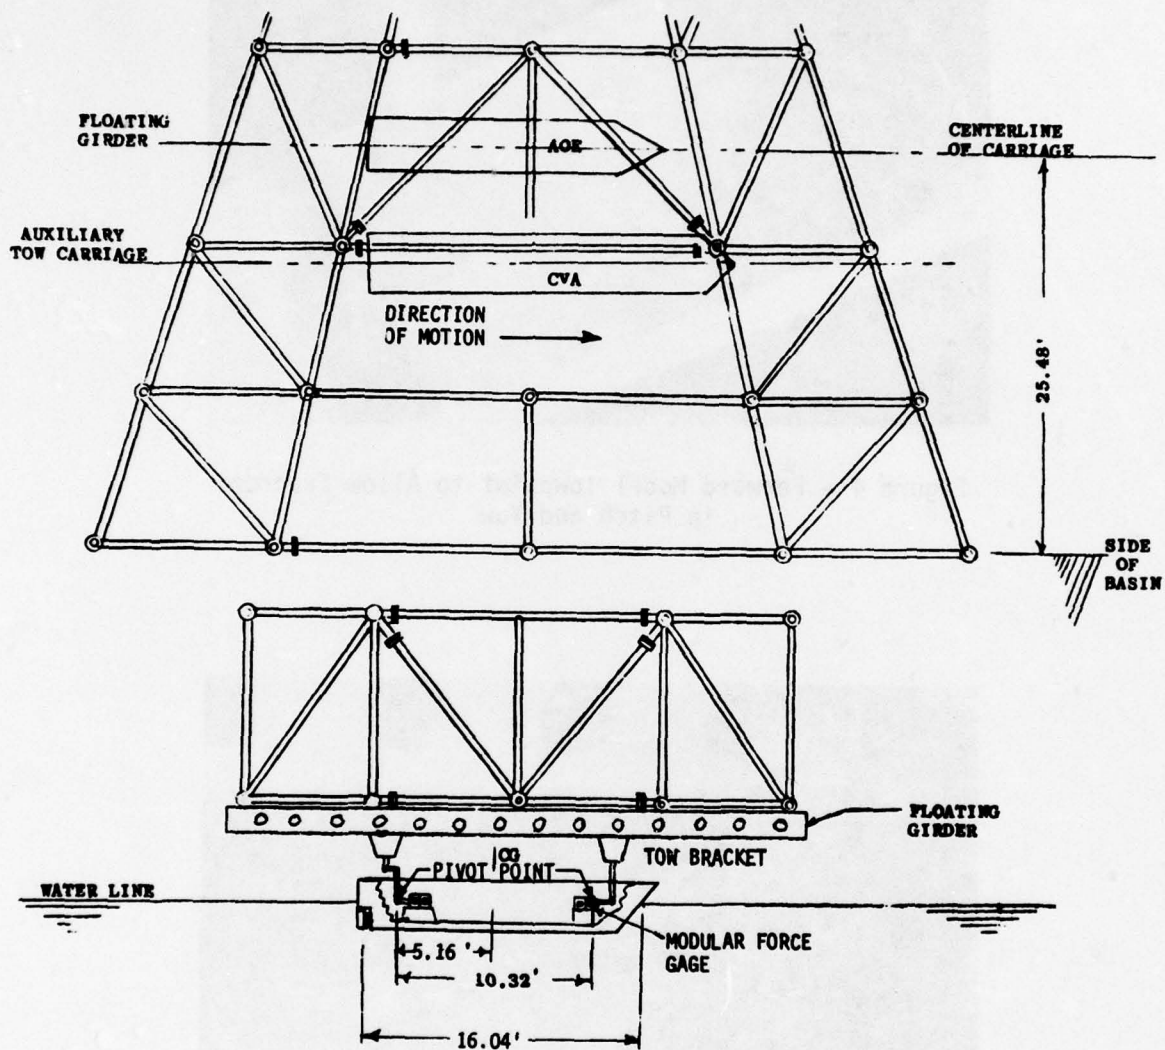 FLOATING
GIRDER
AOE
CENTERLINE
OF CARRIAGE
AUXILIARY
TOW CARRIAGE
CVA
DIRECTION
OF MOTION
25.48'
SIDE
OF
BASIN
FLOATING
GIRDER
TOW BRACKET
CG
PIVOT POINT
WATER LINE
MODULAR FORCE
GAGE
5.16'
10.32'
16.04'